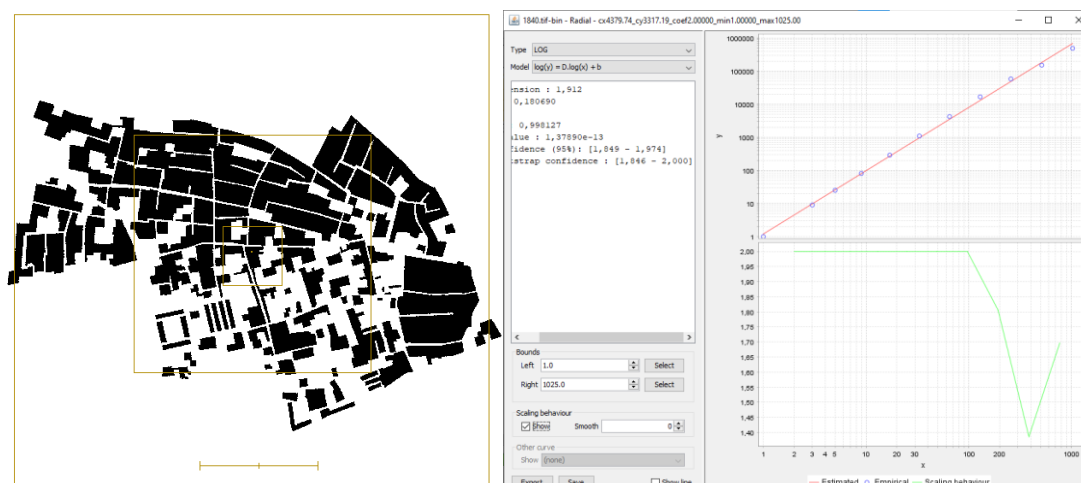 1840.tif-bin - Radial - cx4379.74_cy3317.19_coef2.00000_min1.00000_max1025.00
Type LOG
Model log(y) = D.log(x) + b
ension : 1,912
0,180690
0,998127
alue : 1,37890e-13
fidence (95%): [1,849 - 1,974]
tstrap confidence : [1,846 - 2,000]
Bounds
Left 1.0 Select
Right 1025.0 Select
Scaling behaviour
Show Smooth 0
Other curve
Show (none)
Export Save Show line
1000000
100000
10000
1000
100
10
1
y
2,00
1,95
1,90
1,85
1,80
1,75
1,70
1,65
1,60
1,55
1,50
1,45
1,40
1 2 3 4 5 10 20 30 100 200 1000
x
Estimated Empirical Scaling behaviour